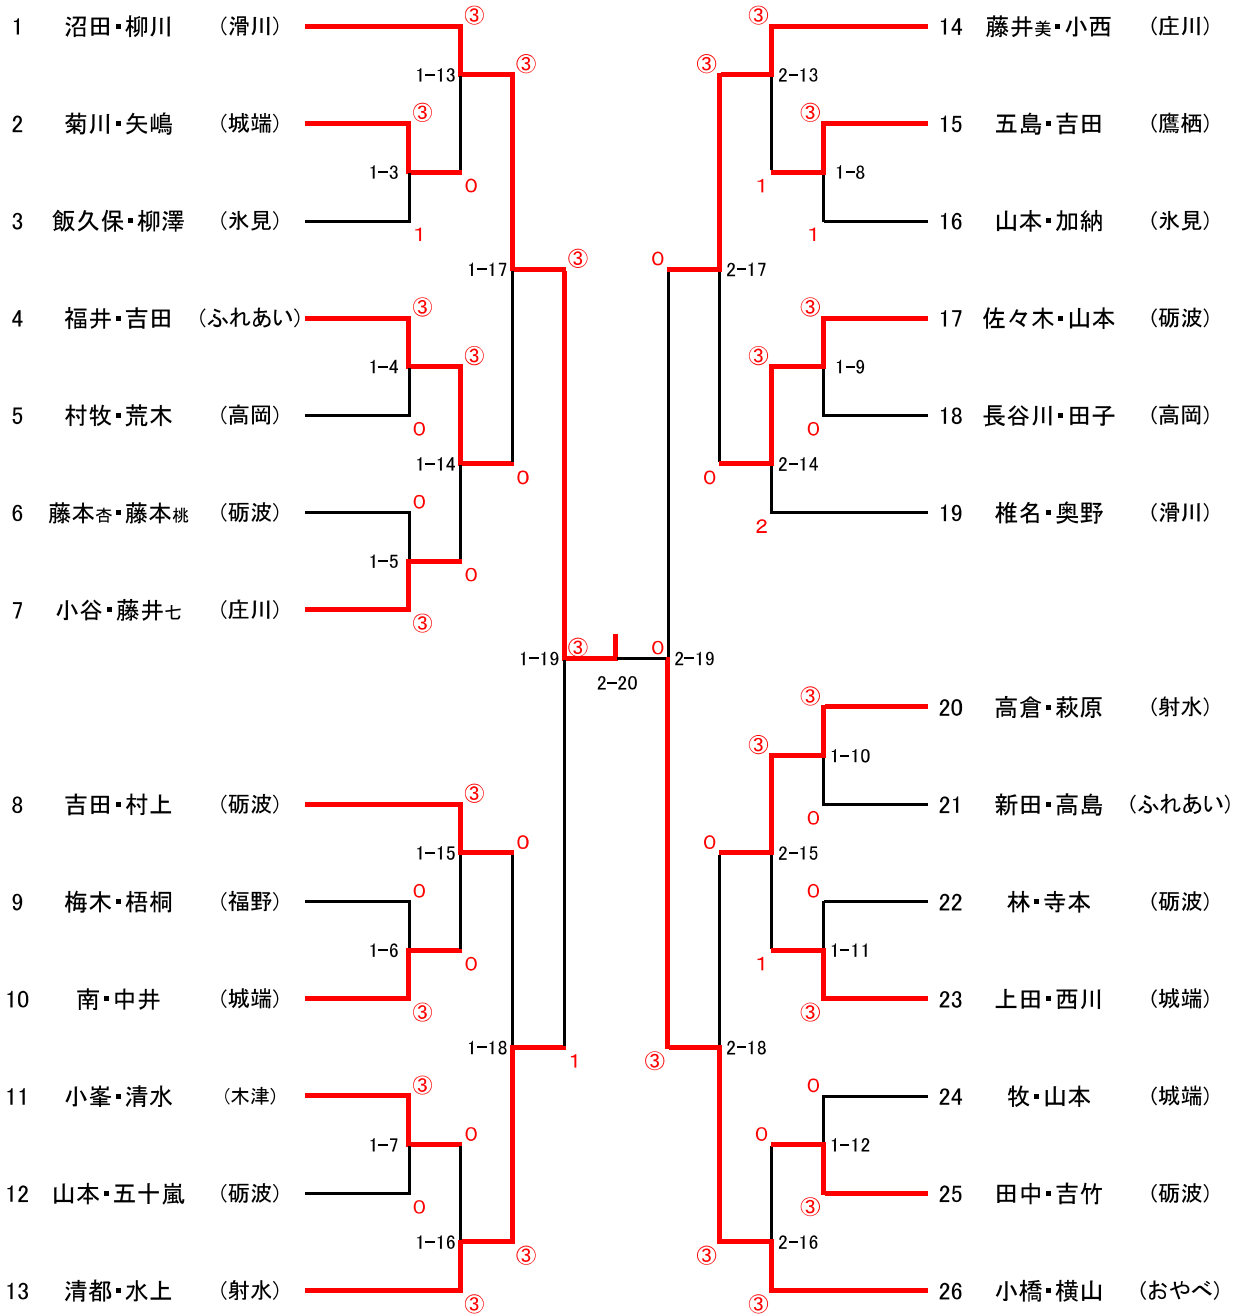 ③
1 沼田・柳川 (滑川)
③
1-13
③
2 菊川・矢嶋 (城端)
1-3
0
3 飯久保・柳澤 (氷見)
1
1-17
③
③
4 福井・吉田 (ふれあい)
③
1-4
5 村牧・荒木 (高岡)
0
1-14
0
0
6 藤本杏・藤本桃 (砺波)
1-5
0
7 小谷・藤井七 (庄川)
③
1-19
③
2-20
③
8 吉田・村上 (砺波)
0
1-15
0
9 梅木・梧桐 (福野)
1-6
0
10 南・中井 (城端)
③
1-18
1
③
11 小峯・清水 (木津)
0
1-7
12 山本・五十嵐 (砺波)
0
1-16
③
13 清都・水上 (射水)
③
③
14 藤井美・小西 (庄川)
③
2-13
③
15 五島・吉田 (鷹栖)
1-8
1
16 山本・加納 (氷見)
1
0
2-17
③
17 佐々木・山本 (砺波)
③
1-9
18 長谷川・田子 (高岡)
0
2-14
0
19 椎名・奥野 (滑川)
2
0
2-19
③
20 高倉・萩原 (射水)
③
1-10
21 新田・高島 (ふれあい)
0
0
2-15
0
22 林・寺本 (砺波)
1-11
1
23 上田・西川 (城端)
③
2-18
③
0
24 牧・山本 (城端)
0
1-12
25 田中・吉竹 (砺波)
③
2-16
③
26 小橋・横山 (おやべ)
③